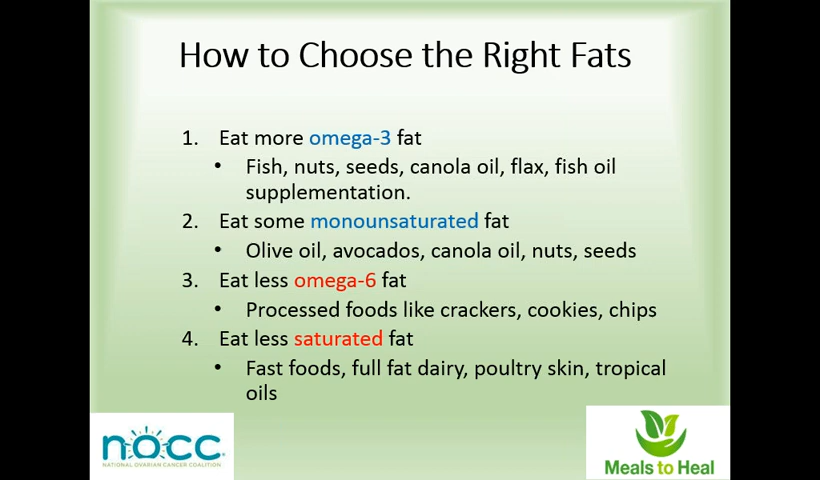 How to Choose the Right Fats
1. Eat more omega-3 fat
• Fish, nuts, seeds, canola oil, flax, fish oil
supplementation.
2. Eat some monounsaturated fat
• Olive oil, avocados, canola oil, nuts, seeds
3. Eat less omega-6 fat
• Processed foods like crackers, cookies, chips
4. Eat less saturated fat
• Fast foods, full fat dairy, poultry skin, tropical
oils
nocc
NATIONAL OVARIAN CANCER COALITION
Meals to Heal